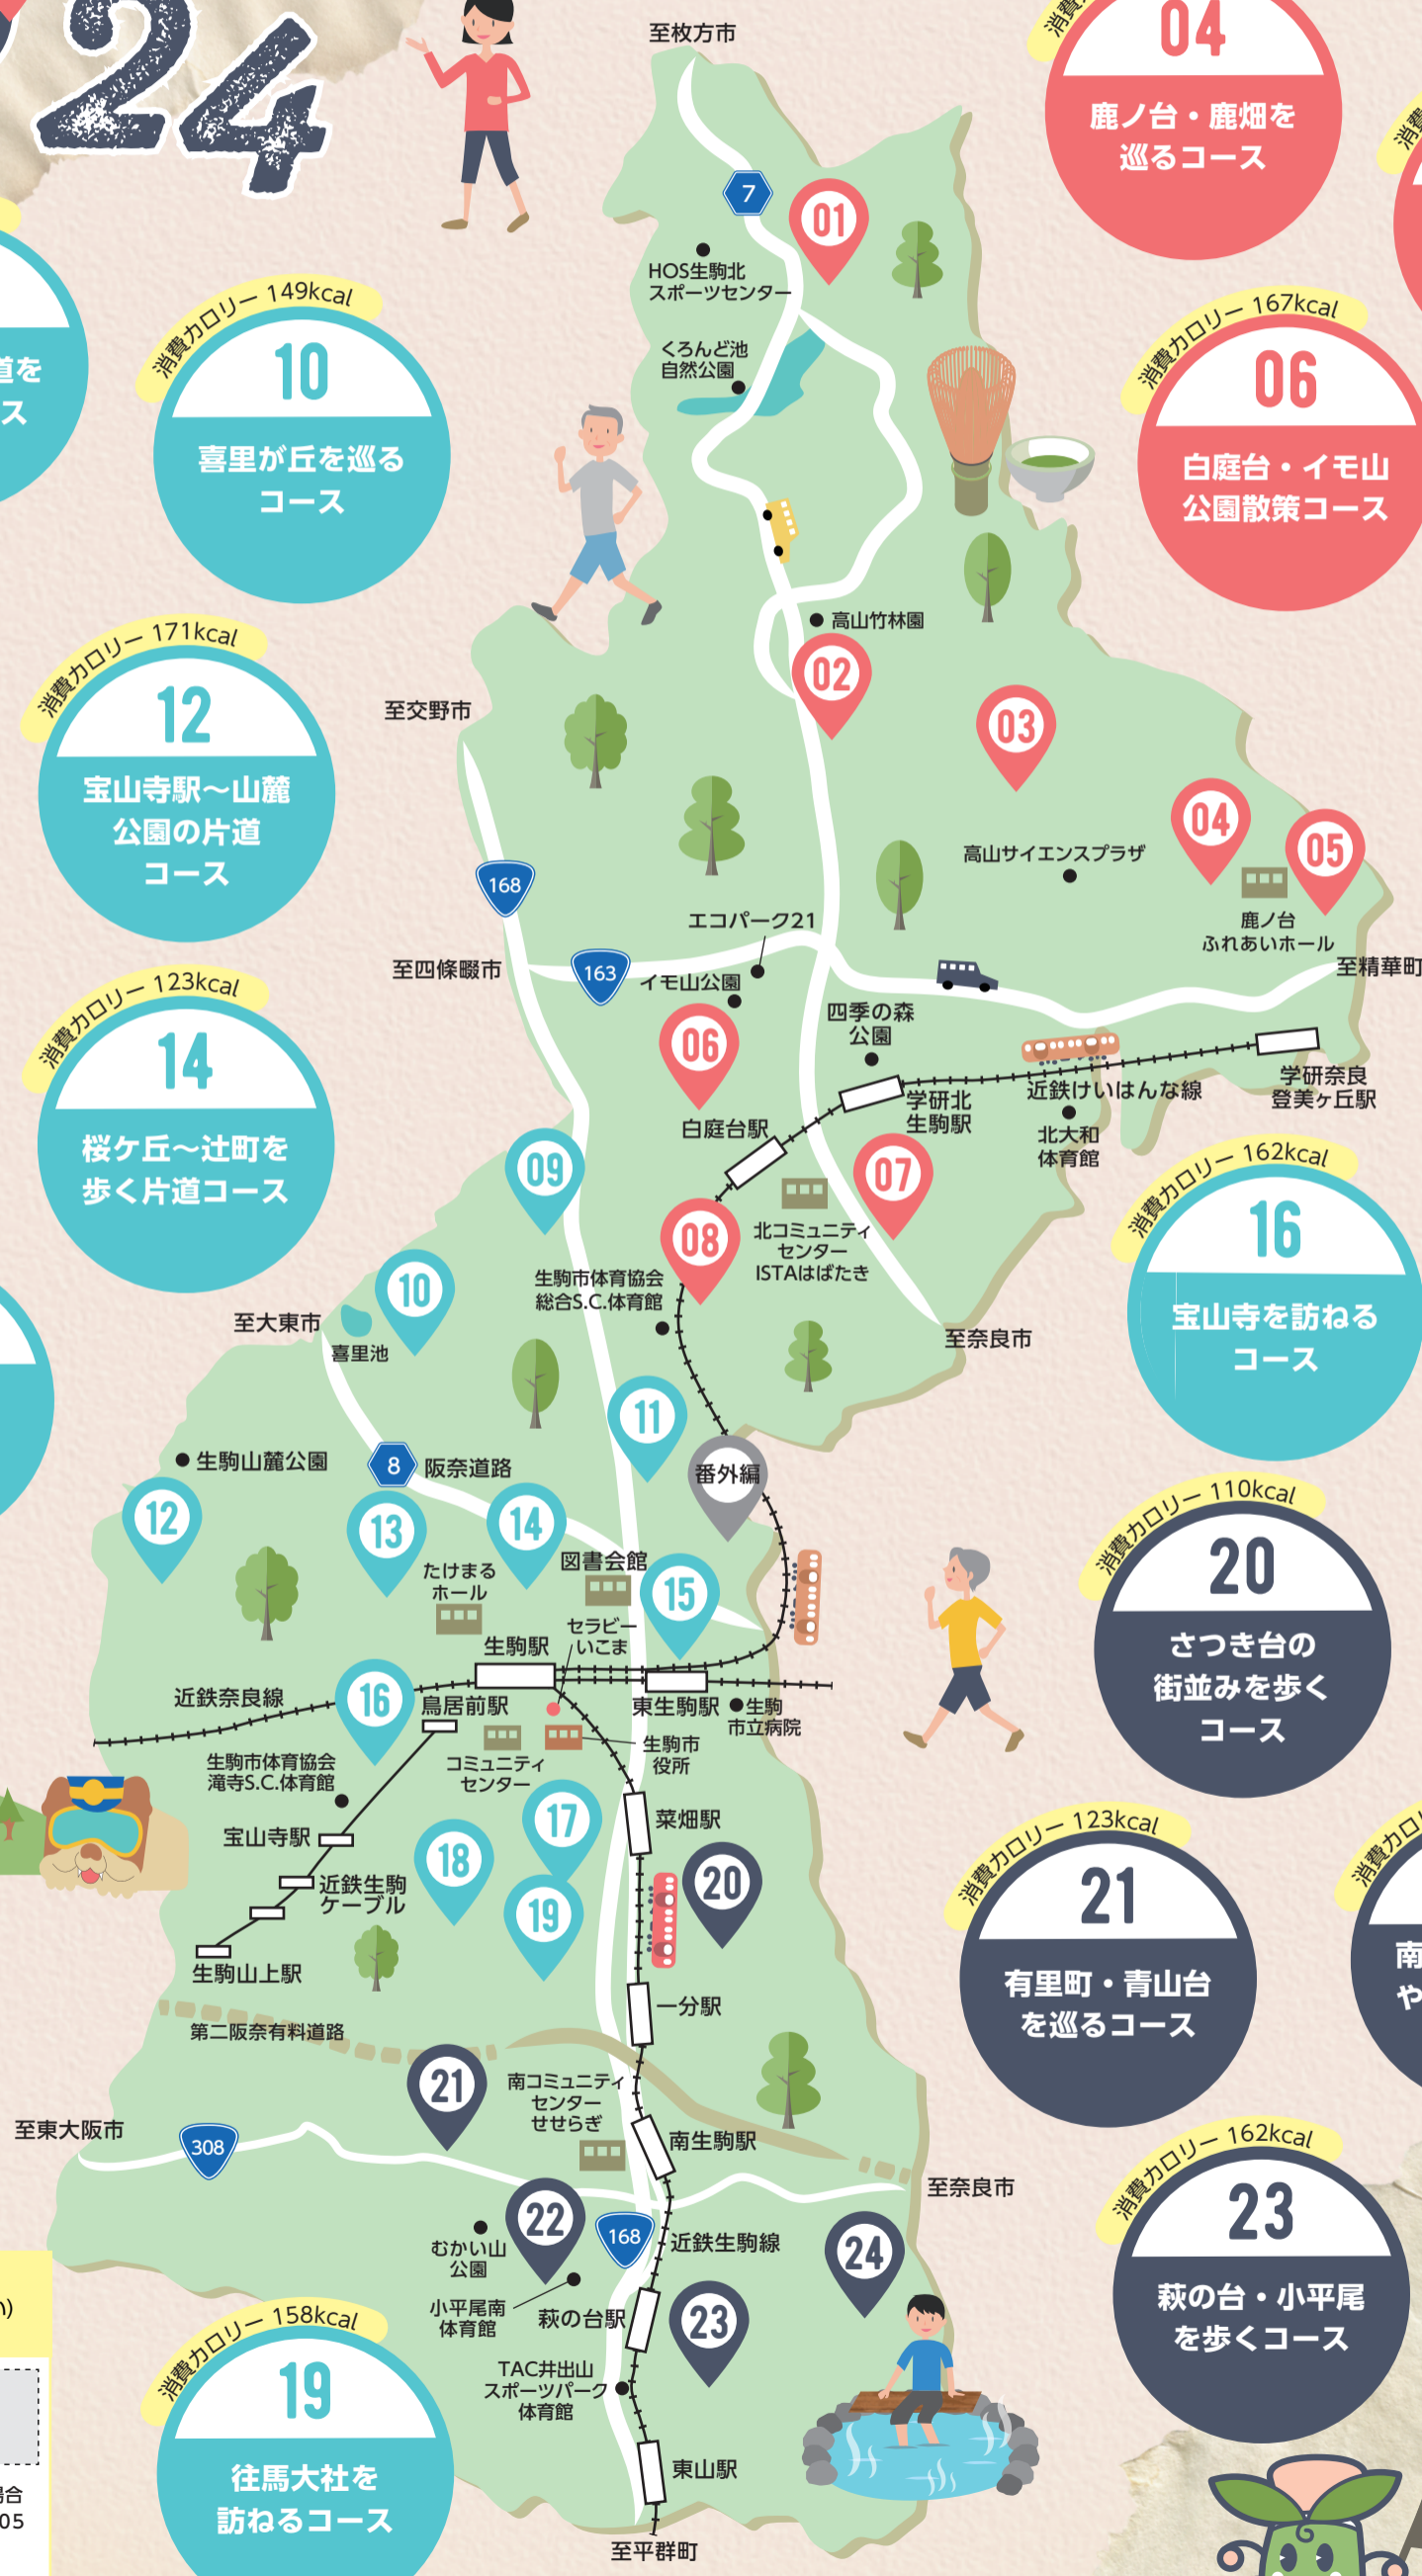 24
至枚方市
04
鹿ノ台・鹿畑を
巡るコース
7
01
HOS生駒北
スポーツセンター
消費カロリー 149kcal
10
喜里が丘を巡る
コース
道を
ス
くろんど池
自然公園
消費カロリー 167kcal
06
白庭台・イモ山
公園散策コース
高山竹林園
02
消費カロリー 171kcal
12
宝山寺駅〜山麓
公園の片道
コース
至交野市
03
04
05
高山サイエンスプラザ
鹿ノ台
ふれあいホール
168
エコパーク21
至四條畷市
163
イモ山公園
至精華町
四季の森
公園
06
消費カロリー 123kcal
14
桜ケ丘〜辻町を
歩く片道コース
学研奈良
登美ヶ丘駅
近鉄けいはんな線
学研北
生駒駅
白庭台駅
北大和
体育館
09
07
08
北コミュニティ
センター
ISTAはばたき
消費カロリー 162kcal
16
宝山寺を訪ねる
コース
10
生駒市体育協会
総合S.C.体育館
至大東市
喜里池
至奈良市
11
生駒山麓公園
8
阪奈道路
番外編
12
13
14
図書会館
15
たけまる
ホール
セラビー
いこま
生駒駅
消費カロリー 110kcal
20
さつき台の
街並みを歩く
コース
近鉄奈良線
16
鳥居前駅
東生駒駅
生駒
市立病院
生駒市体育協会
滝寺S.C.体育館
コミュニティ
センター
生駒市
役所
宝山寺駅
17
菜畑駅
18
近鉄生駒
ケーブル
19
20
生駒山上駅
消費カロリー 123kcal
21
有里町・青山台
を巡るコース
南
や
一分駅
第二阪奈有料道路
21
南コミュニティ
センター
せせらぎ
至東大阪市
308
南生駒駅
至奈良市
22
168
近鉄生駒線
24
むかい山
公園
小平尾南
体育館
萩の台駅
23
消費カロリー 162kcal
23
萩の台・小平尾
を歩くコース
消費カロリー 158kcal
19
往馬大社を
訪ねるコース
TAC井出山
スポーツパーク
体育館
東山駅
至平群町
場合
05